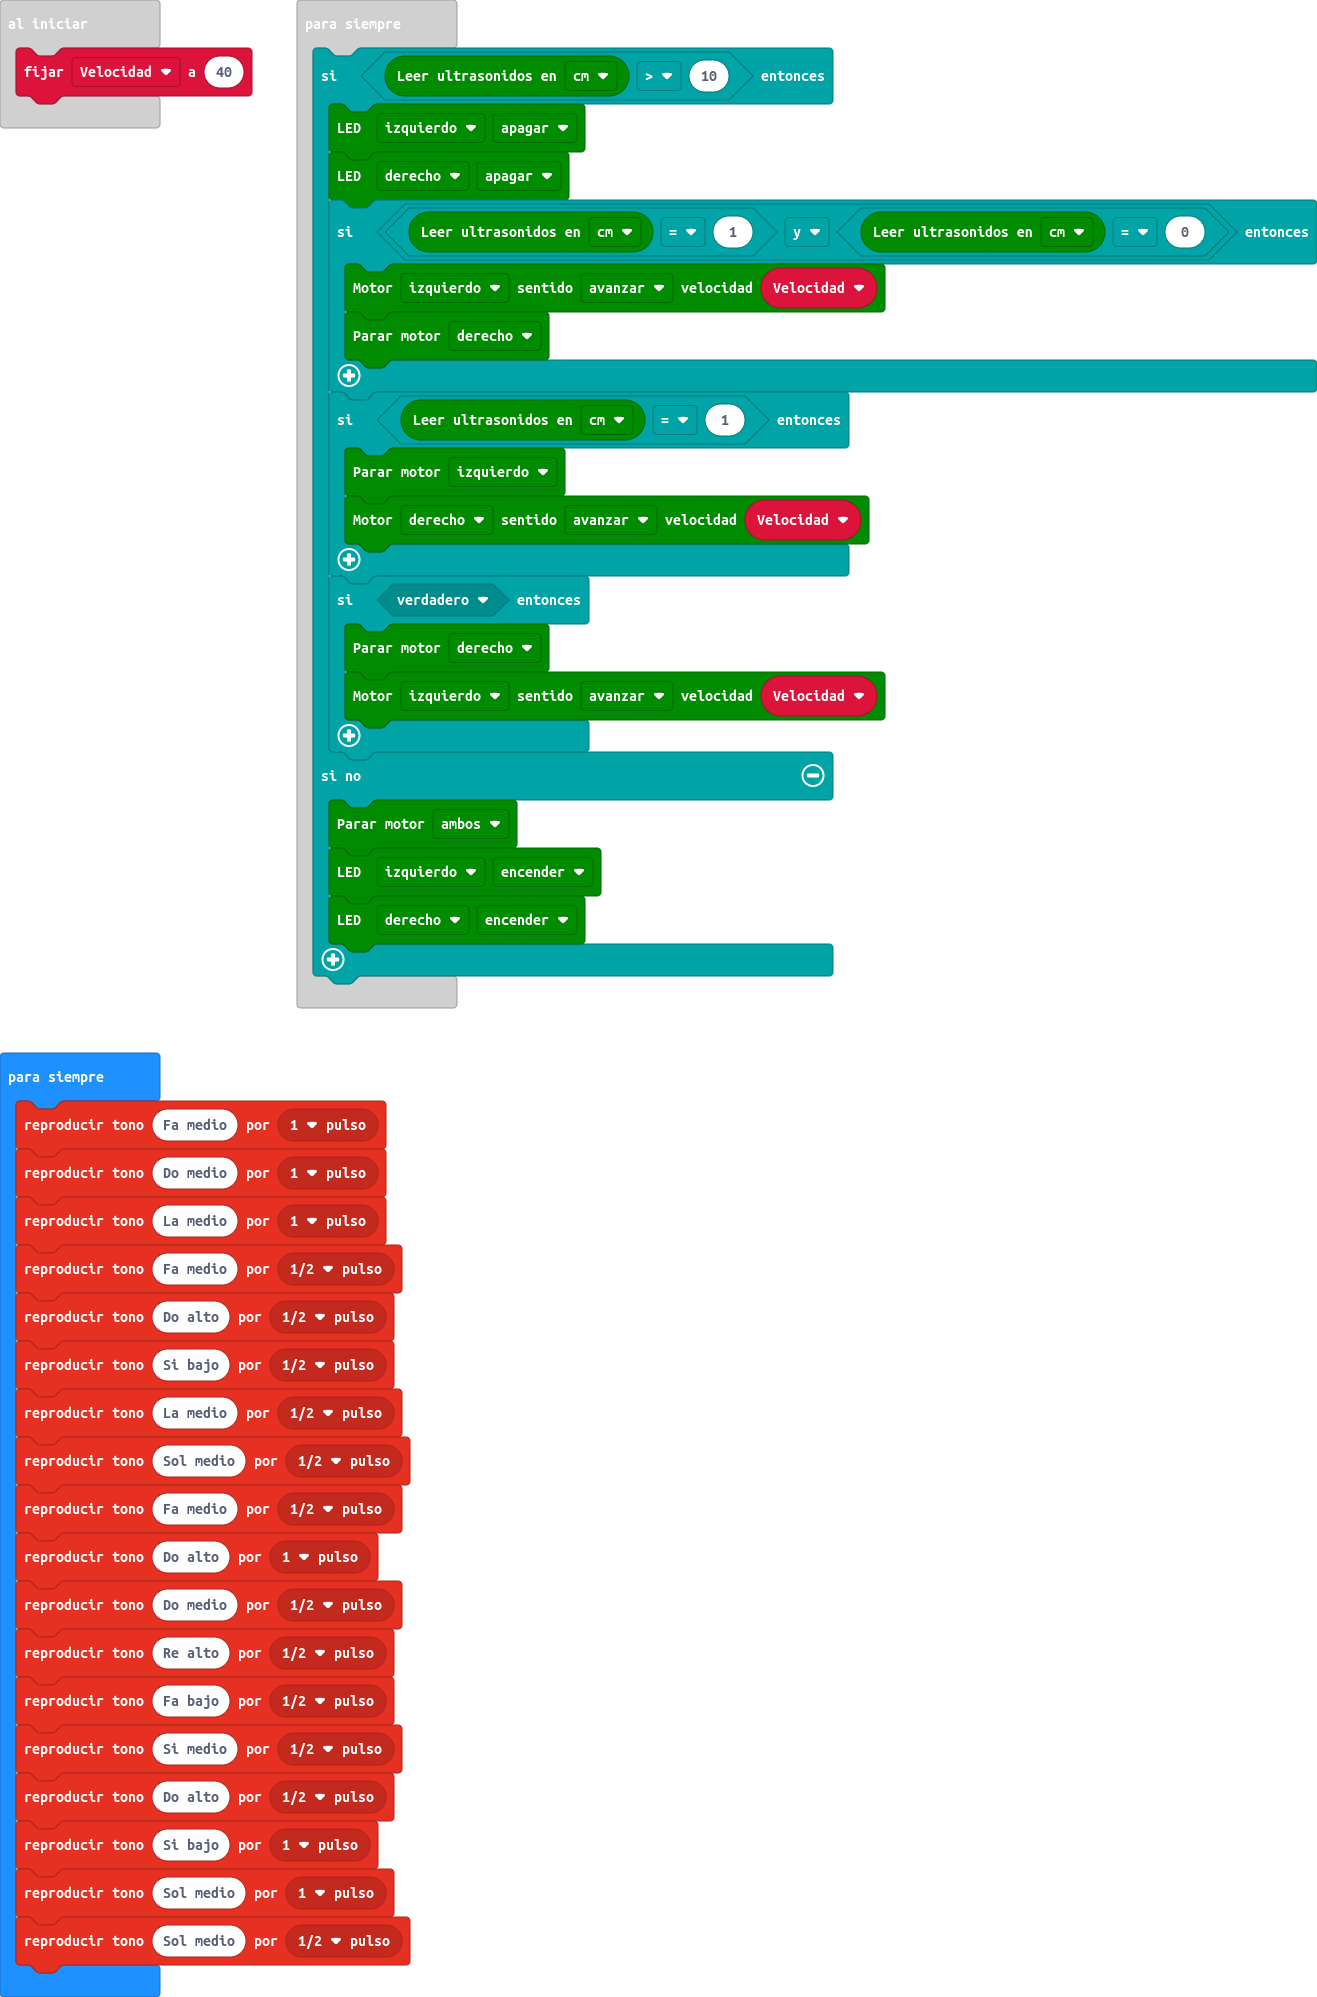 al iniciar
fijar Velocidad a 40
para siempre
si Leer ultrasonidos en cm > 10 entonces
LED izquierdo apagar
LED derecho apagar
si Leer ultrasonidos en cm = 1 y Leer ultrasonidos en cm = 0 entonces
Motor izquierdo sentido avanzar velocidad Velocidad
Parar motor derecho
si Leer ultrasonidos en cm = 1 entonces
Parar motor izquierdo
Motor derecho sentido avanzar velocidad Velocidad
si verdadero entonces
Parar motor derecho
Motor izquierdo sentido avanzar velocidad Velocidad
si no
Parar motor ambos
LED izquierdo encender
LED derecho encender
para siempre
reproducir tono Fa medio por 1 pulso
reproducir tono Do medio por 1 pulso
reproducir tono La medio por 1 pulso
reproducir tono Fa medio por 1/2 pulso
reproducir tono Do alto por 1/2 pulso
reproducir tono Si bajo por 1/2 pulso
reproducir tono La medio por 1/2 pulso
reproducir tono Sol medio por 1/2 pulso
reproducir tono Fa medio por 1/2 pulso
reproducir tono Do alto por 1 pulso
reproducir tono Do medio por 1/2 pulso
reproducir tono Re alto por 1/2 pulso
reproducir tono Fa bajo por 1/2 pulso
reproducir tono Si medio por 1/2 pulso
reproducir tono Do alto por 1/2 pulso
reproducir tono Si bajo por 1 pulso
reproducir tono Sol medio por 1 pulso
reproducir tono Sol medio por 1/2 pulso